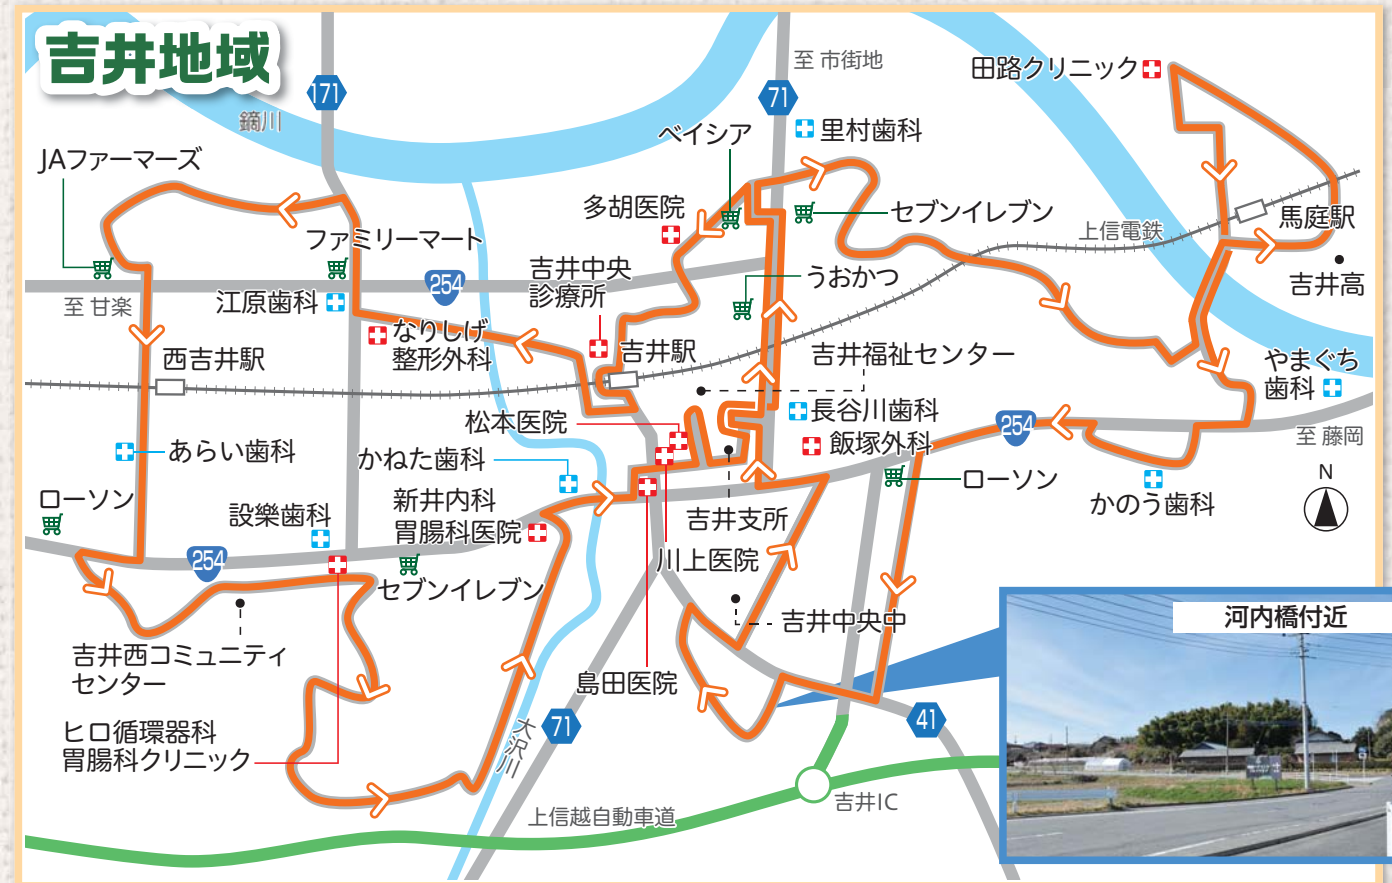 吉井地域
171
鏑川
JAファーマーズ
ファミリーマート
254
至 甘楽
江原歯科
なりしげ
整形外科
西吉井駅
あらい歯科
ローソン
設樂歯科
254
かねた歯科
新井内科
胃腸科医院
セブンイレブン
吉井西コミュニティ
センター
ヒロ循環器科
胃腸科クリニック
至 市街地
71
里村歯科
ベイシア
多胡医院
セブンイレブン
吉井中央
診療所
うおかつ
吉井駅
吉井福祉センター
松本医院
長谷川歯科
飯塚外科
254
ローソン
吉井支所
川上医院
吉井中央中
島田医院
大沢川
71
41
上信越自動車道
吉井IC
田路クリニック
上信電鉄
馬庭駅
吉井高
やまぐち
歯科
至 藤岡
かのう歯科
N
河内橋付近